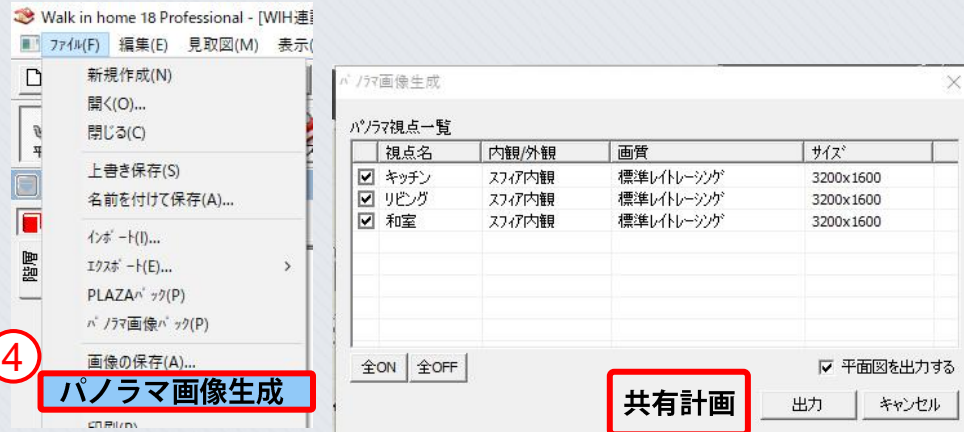 Walk in home 18 Professional - [WIH連
ファイル(F) 編集(E) 見取図(M) 表示(
新規作成(N)
開く(O)...
閉じる(C)
上書き保存(S)
名前を付けて保存(A)...
インポート(I)...
エクスポート(E)... >
PLAZAパック(P)
パノラマ画像パック(P)
画像の保存(A)...
④
パノラマ画像生成
パノラマ画像生成
パノラマ視点一覧
視点名 内観/外観 画質 サイズ
キッチン スフィア内観 標準レイトレーシング 3200x1600
リビング スフィア内観 標準レイトレーシング 3200x1600
和室 スフィア内観 標準レイトレーシング 3200x1600
全ON 全OFF
平面図を出力する
共有計画
出力 キャンセル